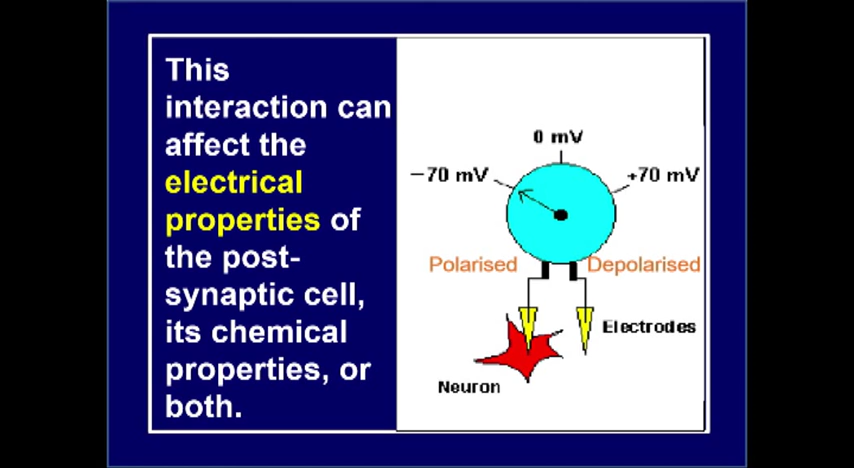 This
interaction can
affect the
electrical
properties of
the post-
synaptic cell,
its chemical
properties, or
both.
0 mV
−70 mV
+70 mV
Polarised
Depolarised
Electrodes
Neuron